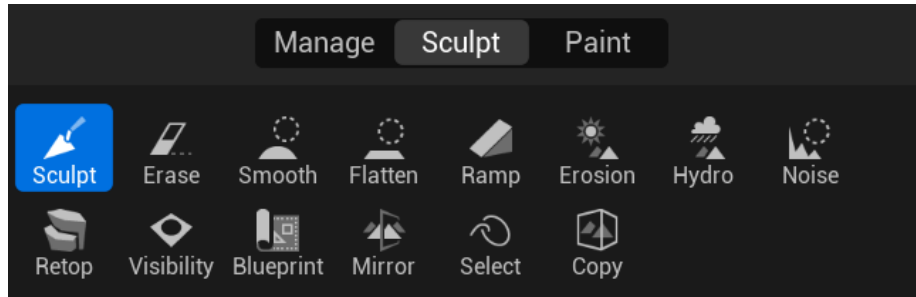 Manage Sculpt Paint
Sculpt Erase Smooth Flatten Ramp Erosion Hydro Noise
Retop Visibility Blueprint Mirror Select Copy